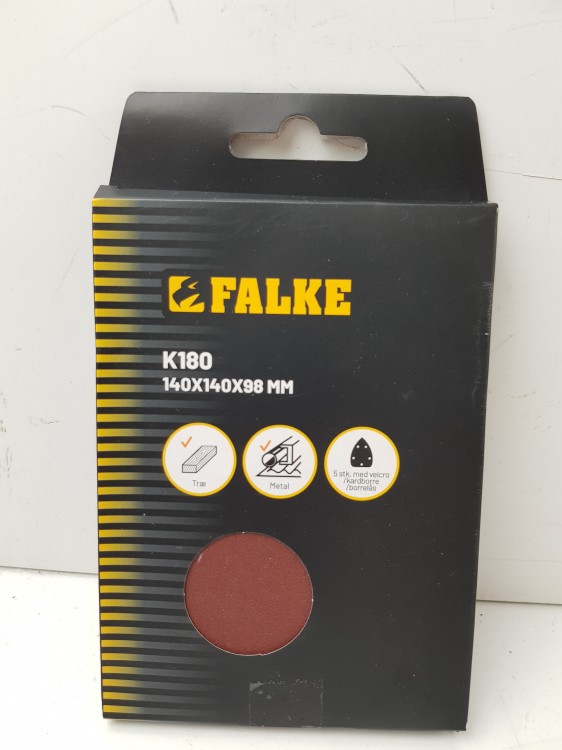 FALKE
K180
140X140X98 MM
Træ
Metal
5 stk. med velcro
/kardborre
/borrelås